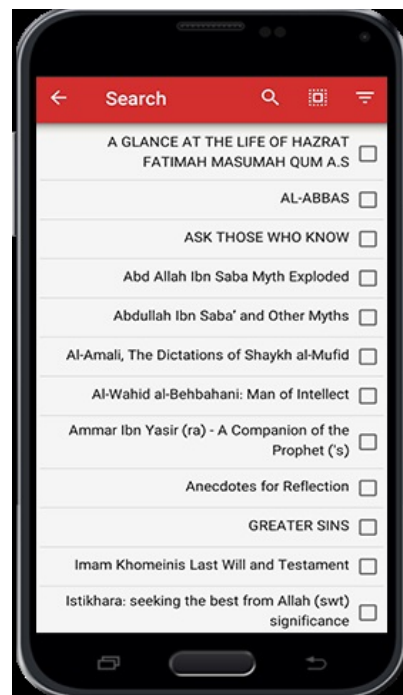 Search
A GLANCE AT THE LIFE OF HAZRAT
FATIMAH MASUMAH QUM A.S
AL-ABBAS
ASK THOSE WHO KNOW
Abd Allah Ibn Saba Myth Exploded
Abdullah Ibn Saba’ and Other Myths
Al-Amali, The Dictations of Shaykh al-Mufid
Al-Wahid al-Behbahani: Man of Intellect
Ammar Ibn Yasir (ra) - A Companion of the
Prophet ('s)
Anecdotes for Reflection
GREATER SINS
Imam Khomeinis Last Will and Testament
Istikhara: seeking the best from Allah (swt)
significance